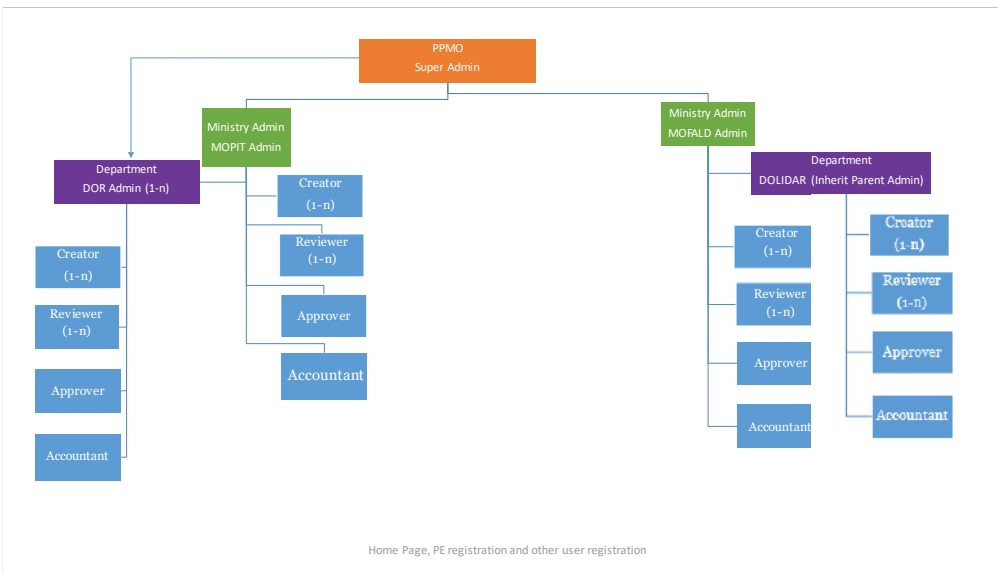 PPMO
Super Admin
Ministry Admin
MOPIT Admin
Ministry Admin
MOFALD Admin
Department
DOR Admin (1-n)
Department
DOLIDAR (Inherit Parent Admin)
Creator
(1-n)
Reviewer
(1-n)
Approver
Accountant
Creator
(1-n)
Reviewer
(1-n)
Approver
Accountant
Creator
(1-n)
Reviewer
(1-n)
Approver
Accountant
Creator
(1-n)
Reviewer
(1-n)
Approver
Accountant
Home Page, PE registration and other user registration